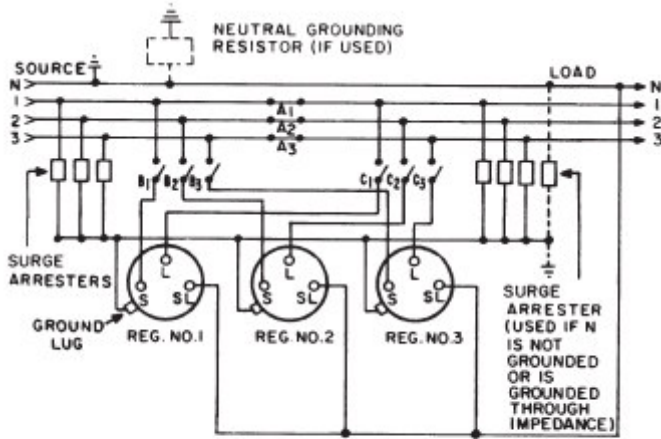 NEUTRAL GROUNDING
RESISTOR (IF USED)
SOURCE
LOAD
N N
1 1
2 2
3 3
A1
A2
A3
B1 B2 B3
C1 C2 C3
L L L
S SL S SL S SL
SURGE
ARRESTERS
GROUND
LUG
REG. NO.1 REG. NO.2 REG. NO.3
SURGE
ARRESTER
(USED IF N
IS NOT
GROUNDED
OR IS
GROUNDED
THROUGH
IMPEDANCE)